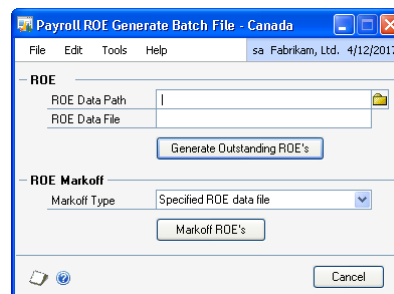 Payroll ROE Generate Batch File - Canada
File Edit Tools Help sa Fabrikam, Ltd. 4/12/2017
ROE
ROE Data Path
ROE Data File
Generate Outstanding ROE's
ROE Markoff
Markoff Type Specified ROE data file
Markoff ROE's
Cancel